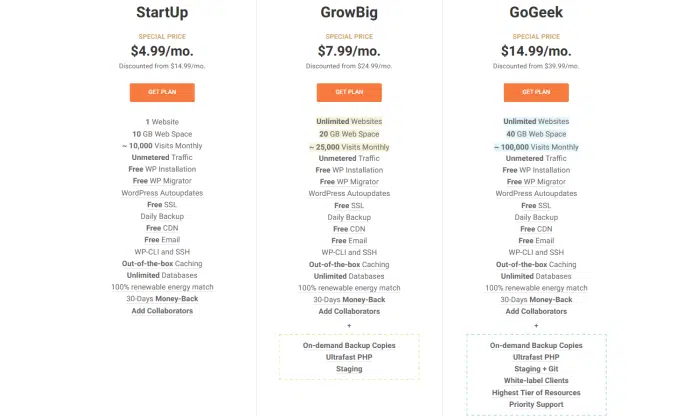 StartUp
SPECIAL PRICE
$4.99/mo.
Discounted from $14.99/mo.
GET PLAN
1 Website
10 GB Web Space
~ 10,000 Visits Monthly
Unmetered Traffic
Free WP Installation
Free WP Migrator
WordPress Autoupdates
Free SSL
Daily Backup
Free CDN
Free Email
WP-CLI and SSH
Out-of-the-box Caching
Unlimited Databases
100% renewable energy match
30-Days Money-Back
Add Collaborators
GrowBig
SPECIAL PRICE
$7.99/mo.
Discounted from $24.99/mo.
GET PLAN
Unlimited Websites
20 GB Web Space
~ 25,000 Visits Monthly
Unmetered Traffic
Free WP Installation
Free WP Migrator
WordPress Autoupdates
Free SSL
Daily Backup
Free CDN
Free Email
WP-CLI and SSH
Out-of-the-box Caching
Unlimited Databases
100% renewable energy match
30-Days Money-Back
Add Collaborators
+
On-demand Backup Copies
Ultrafast PHP
Staging
GoGeek
SPECIAL PRICE
$14.99/mo.
Discounted from $39.99/mo.
GET PLAN
Unlimited Websites
40 GB Web Space
~ 100,000 Visits Monthly
Unmetered Traffic
Free WP Installation
Free WP Migrator
WordPress Autoupdates
Free SSL
Daily Backup
Free CDN
Free Email
WP-CLI and SSH
Out-of-the-box Caching
Unlimited Databases
100% renewable energy match
30-Days Money-Back
Add Collaborators
+
On-demand Backup Copies
Ultrafast PHP
Staging + Git
White-label Clients
Highest Tier of Resources
Priority Support